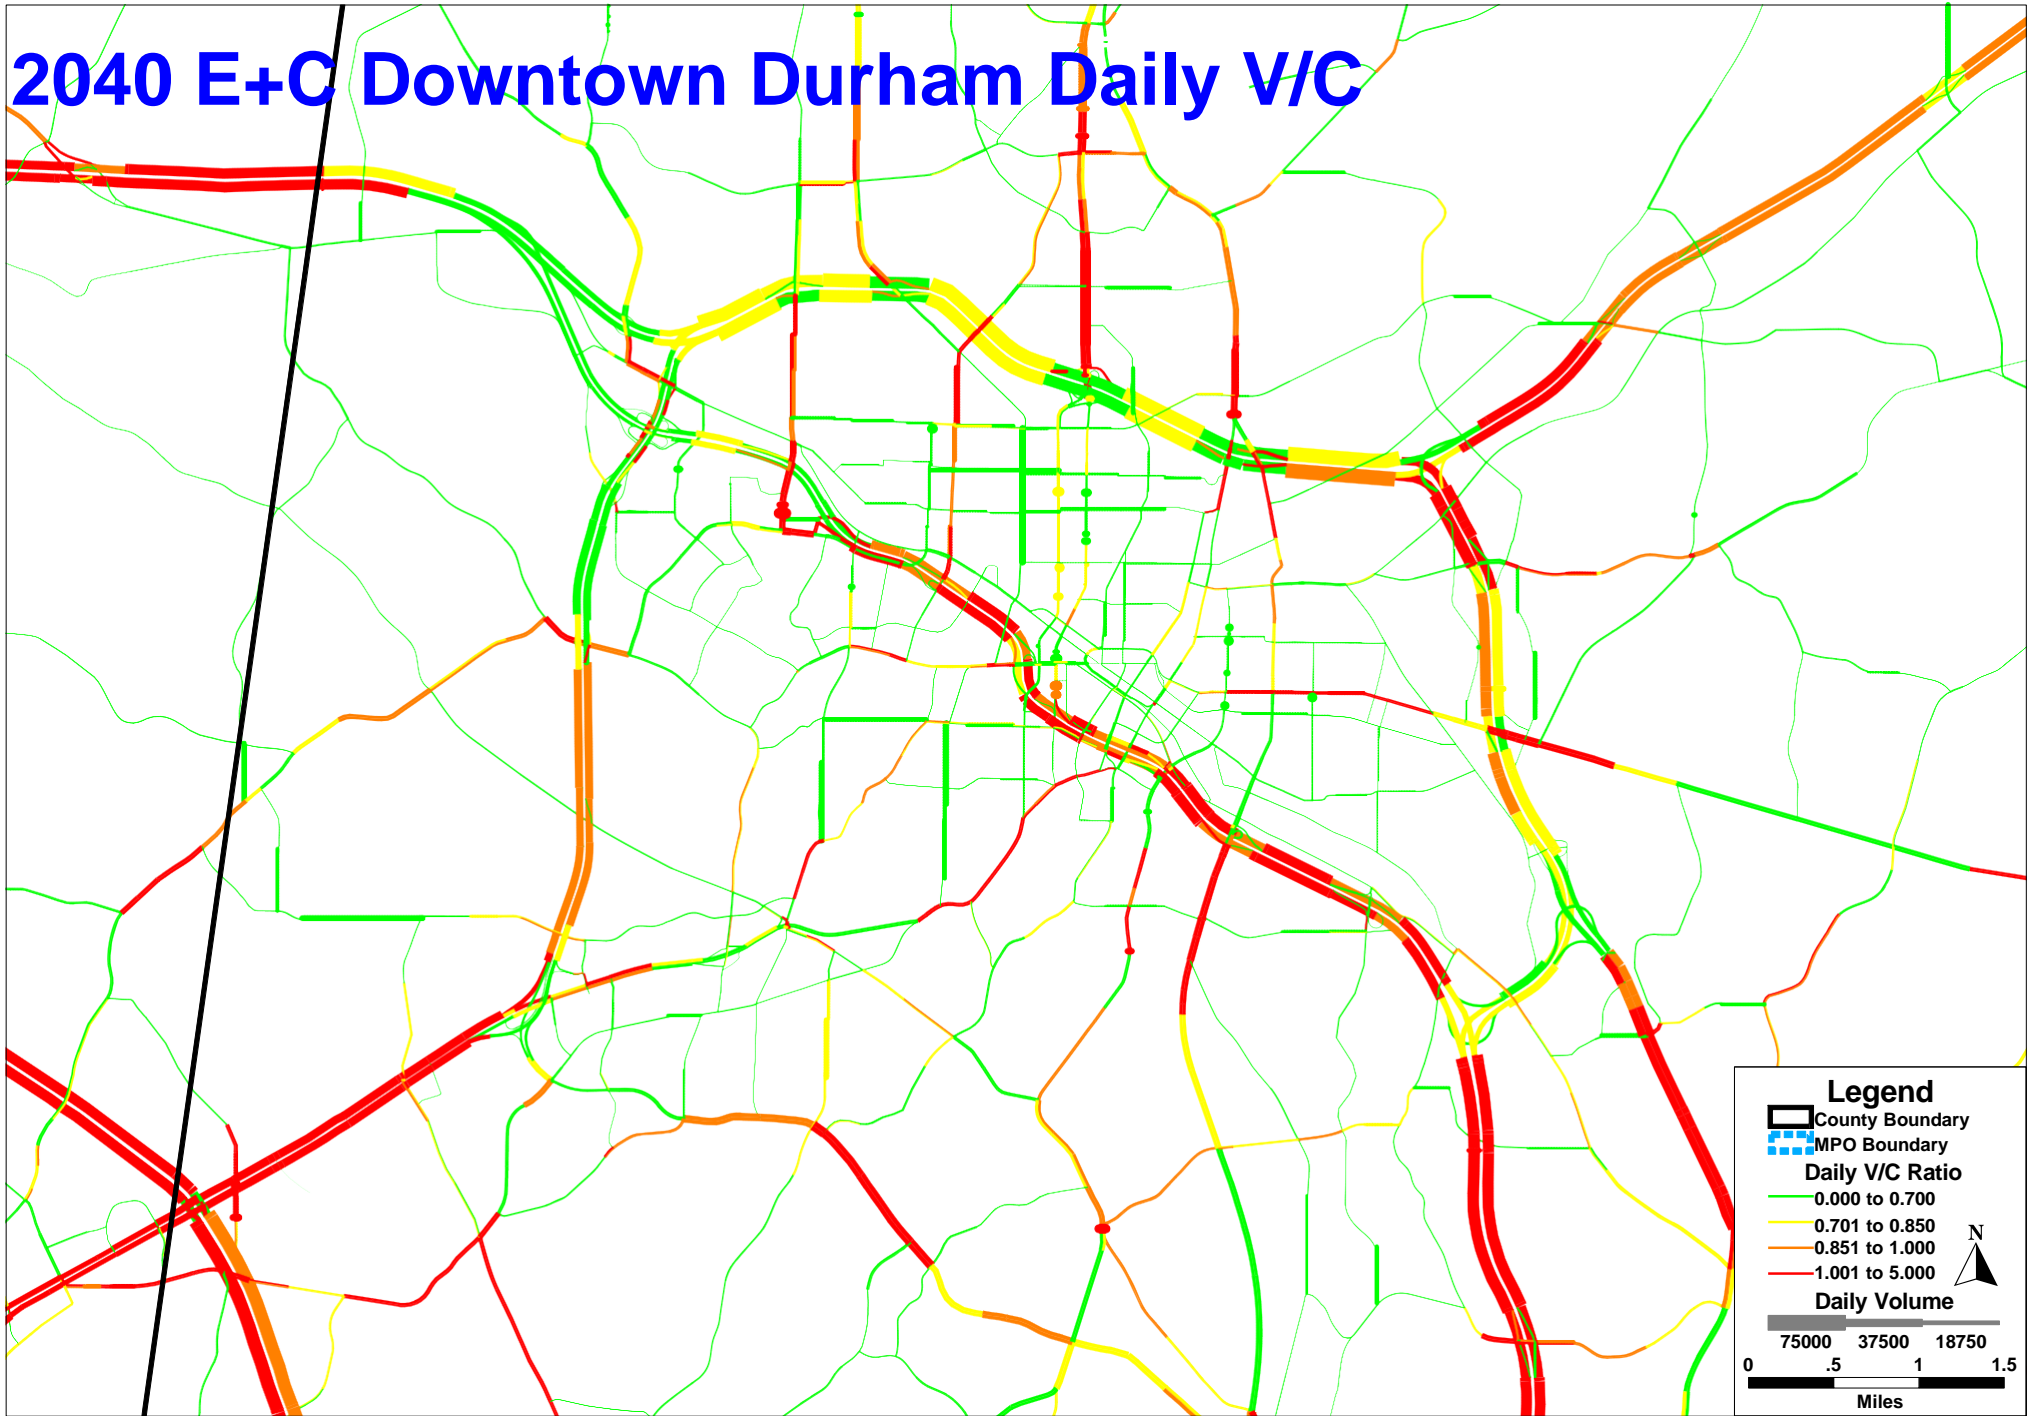 2040 E+C Downtown Durham Daily V/C
Legend
County Boundary
MPO Boundary
Daily V/C Ratio
0.000 to 0.700
0.701 to 0.850
0.851 to 1.000
1.001 to 5.000
N
Daily Volume
75000 37500 18750
0 .5 1 1.5
Miles